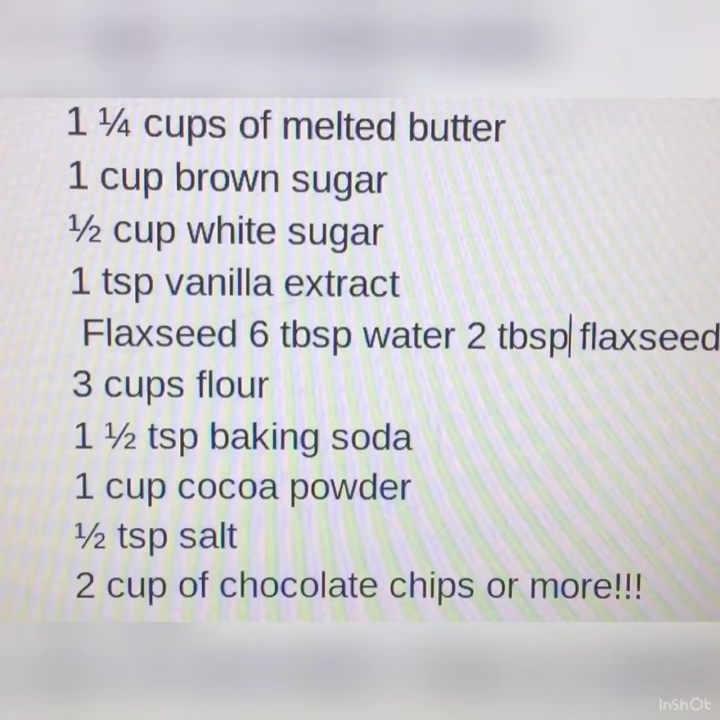 1 ¼ cups of melted butter
1 cup brown sugar
½ cup white sugar
1 tsp vanilla extract
Flaxseed 6 tbsp water 2 tbsp flaxseed
3 cups flour
1 ½ tsp baking soda
1 cup cocoa powder
½ tsp salt
2 cup of chocolate chips or more!!!
InShOt